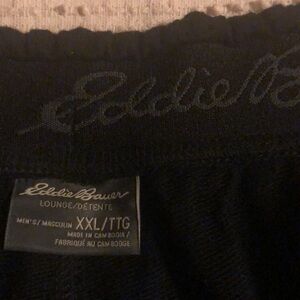 Eddie B
Eddie Bauer
LOUNGE/DÉTENTE
MEN'S/MASCULIN XXL/TTG
MADE IN CAMBODIA/
FABRIQUÉ AU CAMBODGE